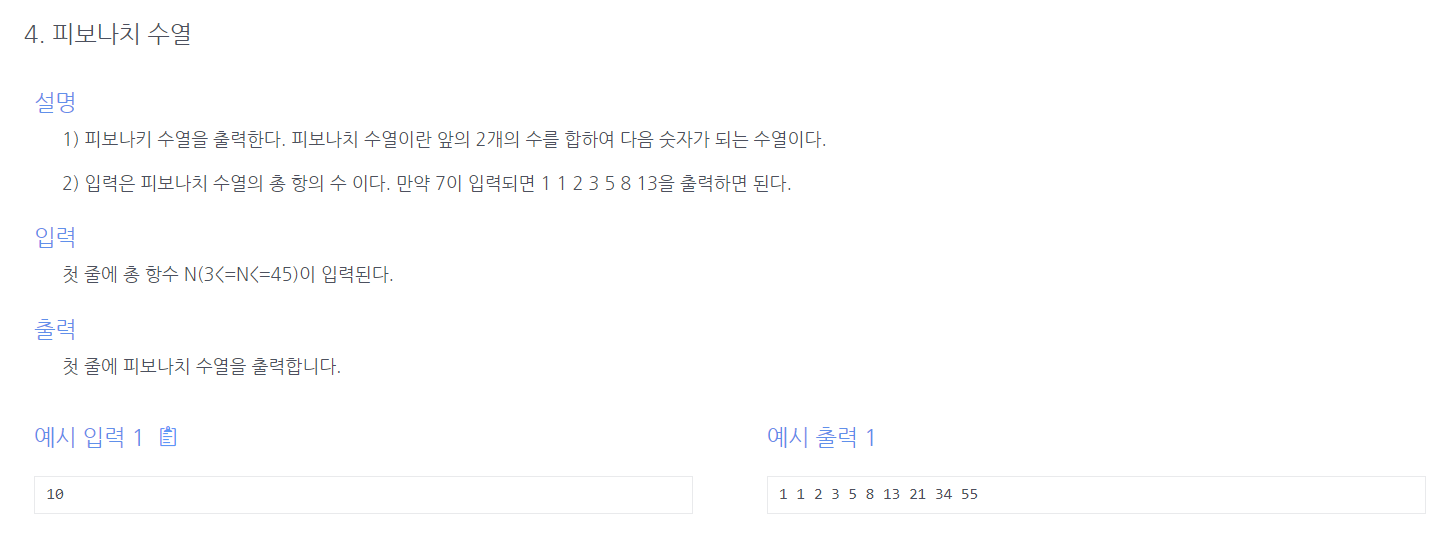 4. 피보나치 수열
설명
1) 피보나키 수열을 출력한다. 피보나치 수열이란 앞의 2개의 수를 합하여 다음 숫자가 되는 수열이다.
2) 입력은 피보나치 수열의 총 항의 수 이다. 만약 7이 입력되면 1 1 2 3 5 8 13을 출력하면 된다.
입력
첫 줄에 총 항수 N(3<=N<=45)이 입력된다.
출력
첫 줄에 피보나치 수열을 출력합니다.
예시 입력 1
10
예시 출력 1
1 1 2 3 5 8 13 21 34 55